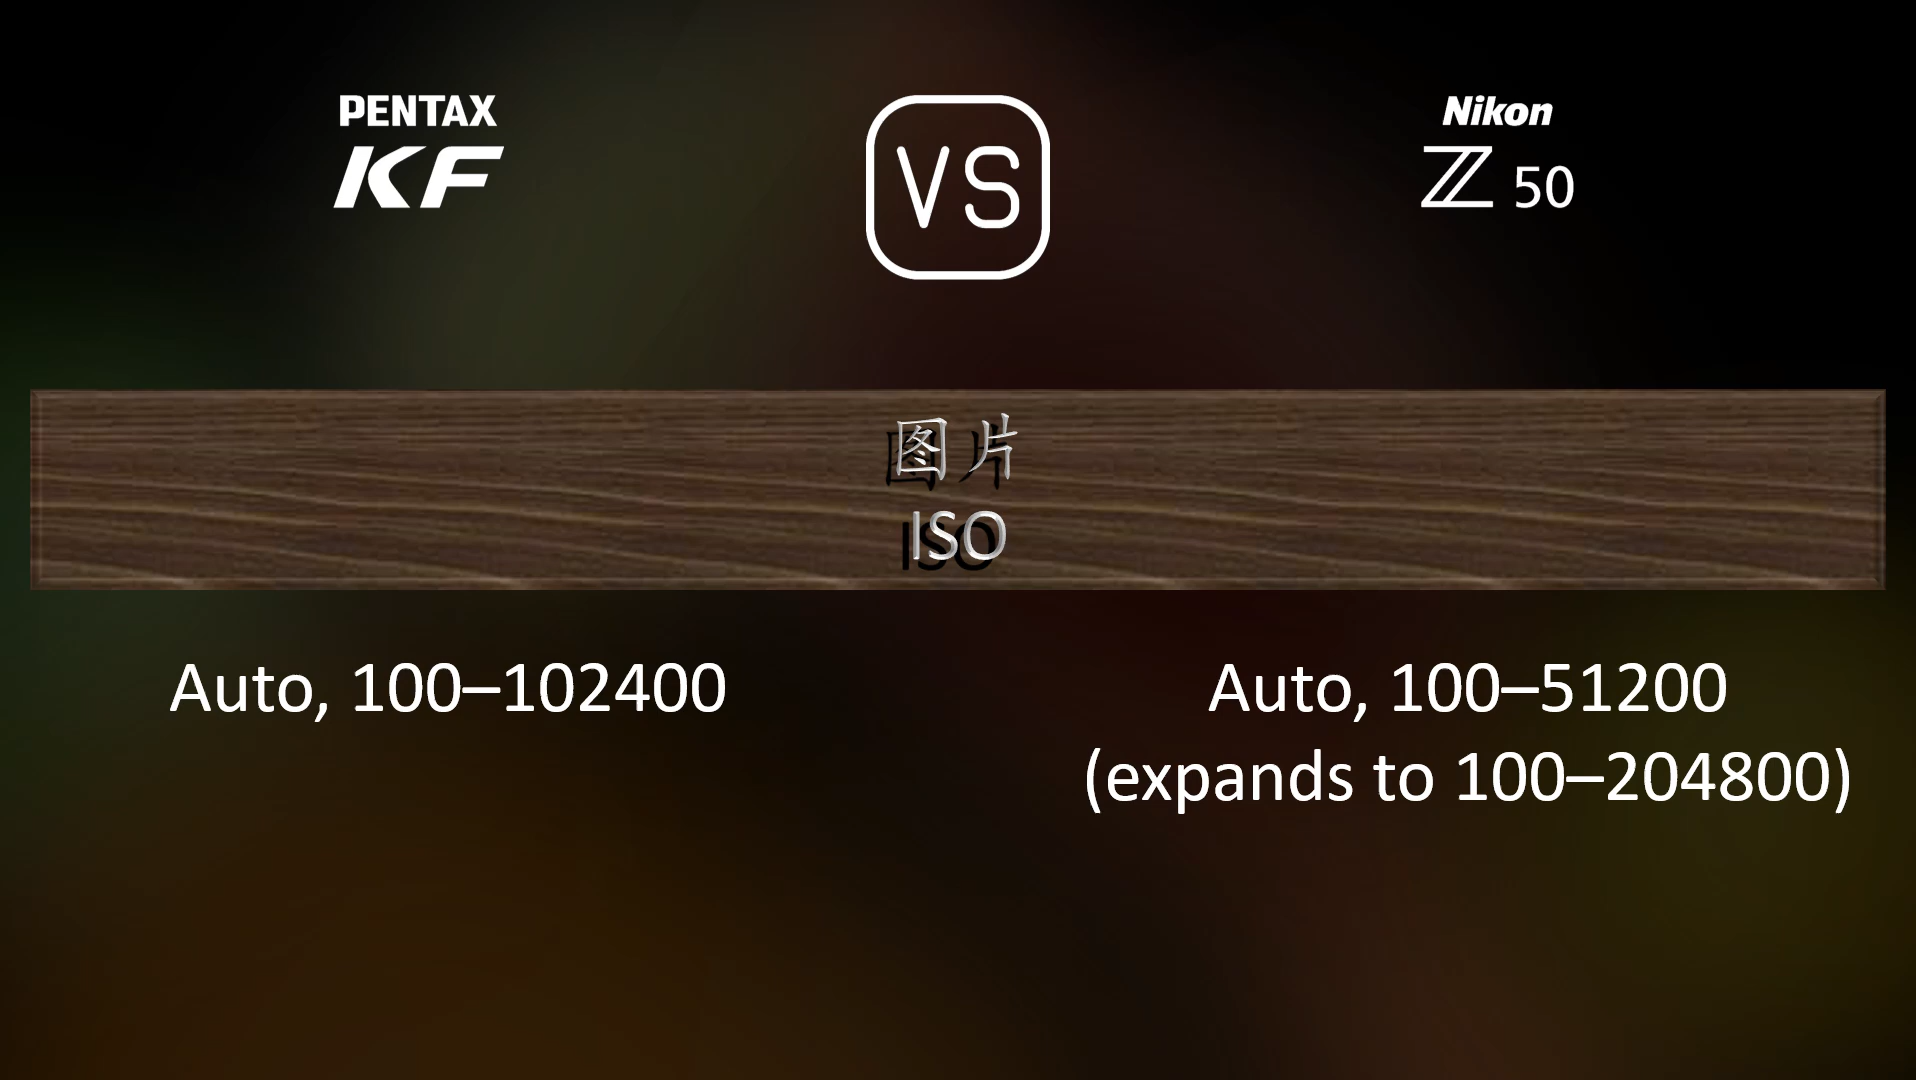 PENTAX
KF
VS
Nikon
Z 50
图片
ISO
Auto, 100–102400
Auto, 100–51200
(expands to 100–204800)